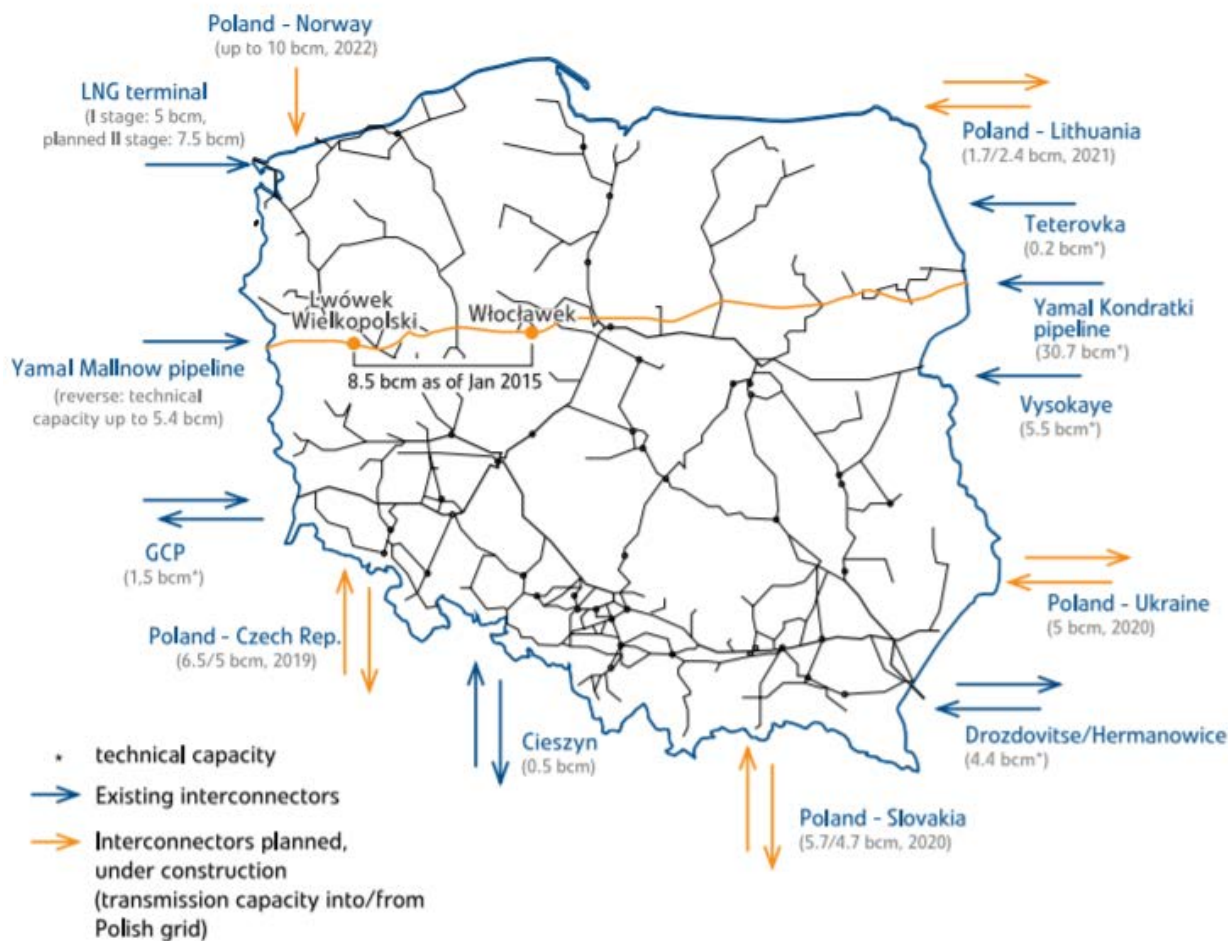 Poland - Norway
(up to 10 bcm, 2022)
LNG terminal
(I stage: 5 bcm,
planned II stage: 7.5 bcm)
Poland - Lithuania
(1.7/2.4 bcm, 2021)
Teterovka
(0.2 bcm*)
Yamal Kondratki
pipeline
(30.7 bcm*)
Lwówek
Wielkopolski
Włocławek
8.5 bcm as of Jan 2015
Yamal Mallnow pipeline
(reverse: technical
capacity up to 5.4 bcm)
Vysokaye
(5.5 bcm*)
GCP
(1,5 bcm*)
Poland - Czech Rep.
(6.5/5 bcm, 2019)
Poland - Ukraine
(5 bcm, 2020)
Cieszyn
(0.5 bcm)
Drozdovitse/Hermanowice
(4.4 bcm*)
Poland - Slovakia
(5.7/4.7 bcm, 2020)
* technical capacity
Existing interconnectors
Interconnectors planned,
under construction
(transmission capacity into/from
Polish grid)